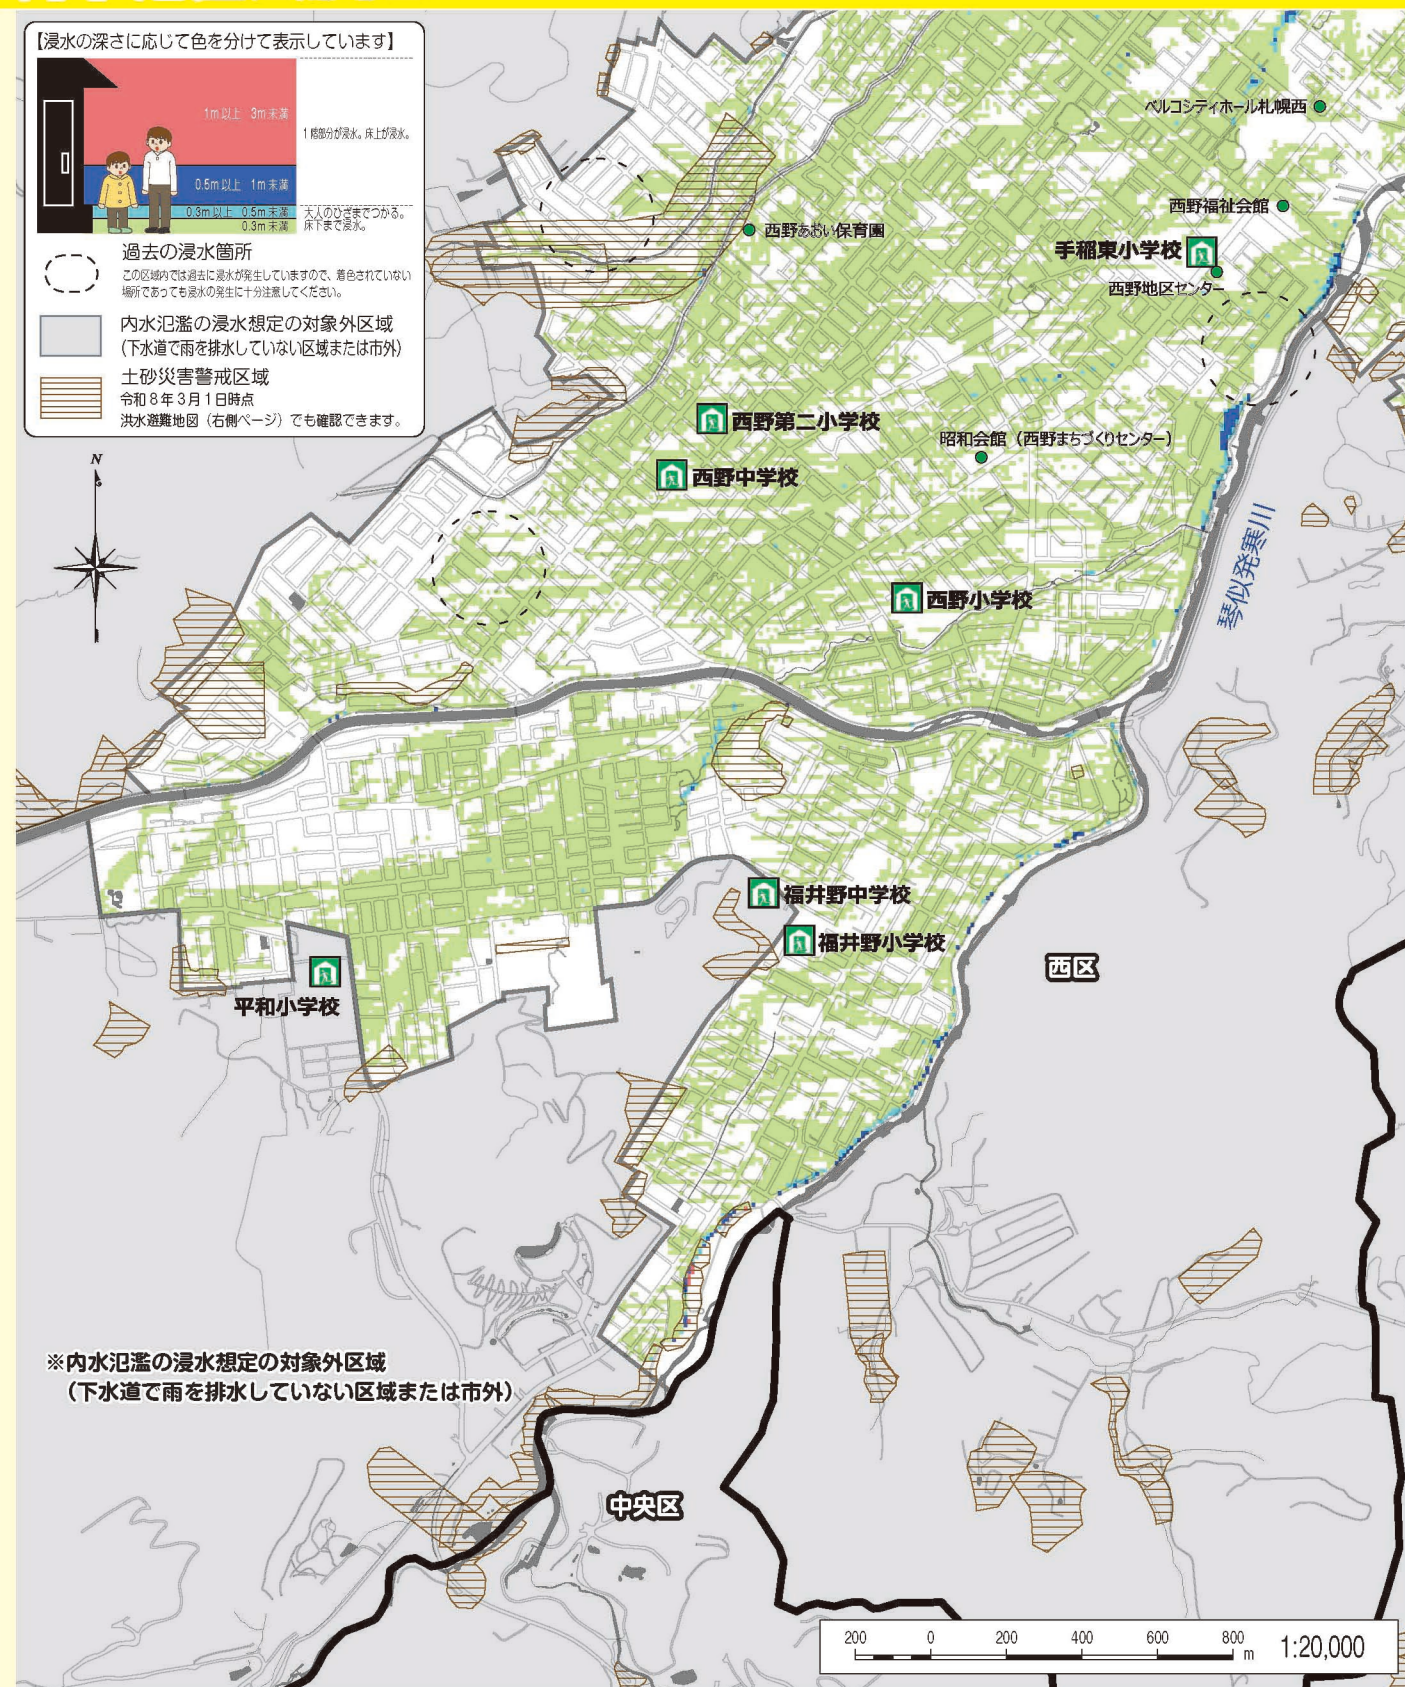 【浸水の深さに応じて色を分けて表示しています】
1m以上 3m未満
1階部分が浸水。床上が浸水。
0.5m以上 1m未満
0.3m以上 0.5m未満
大人のひざまでつかる。
0.3m未満
床下まで浸水。
過去の浸水箇所
この区域内では過去に浸水が発生していますので、着色されていない
場所であっても浸水の発生に十分注意してください。
内水氾濫の浸水想定の対象外区域
(下水道で雨を排水していない区域または市外)
土砂災害警戒区域
令和8年3月1日時点
洪水避難地図（右側ページ）でも確認できます。
N
ベルコシティホール札幌西
西野福祉会館
西野あおい保育園
手稲東小学校
西野地区センター
西野第二小学校
昭和会館（西野まちづくりセンター）
西野中学校
琴似発寒川
西野小学校
福井野中学校
福井野小学校
西区
平和小学校
※内水氾濫の浸水想定の対象外区域
（下水道で雨を排水していない区域または市外）
中央区
200 0 200 400 600 800 m
1:20,000